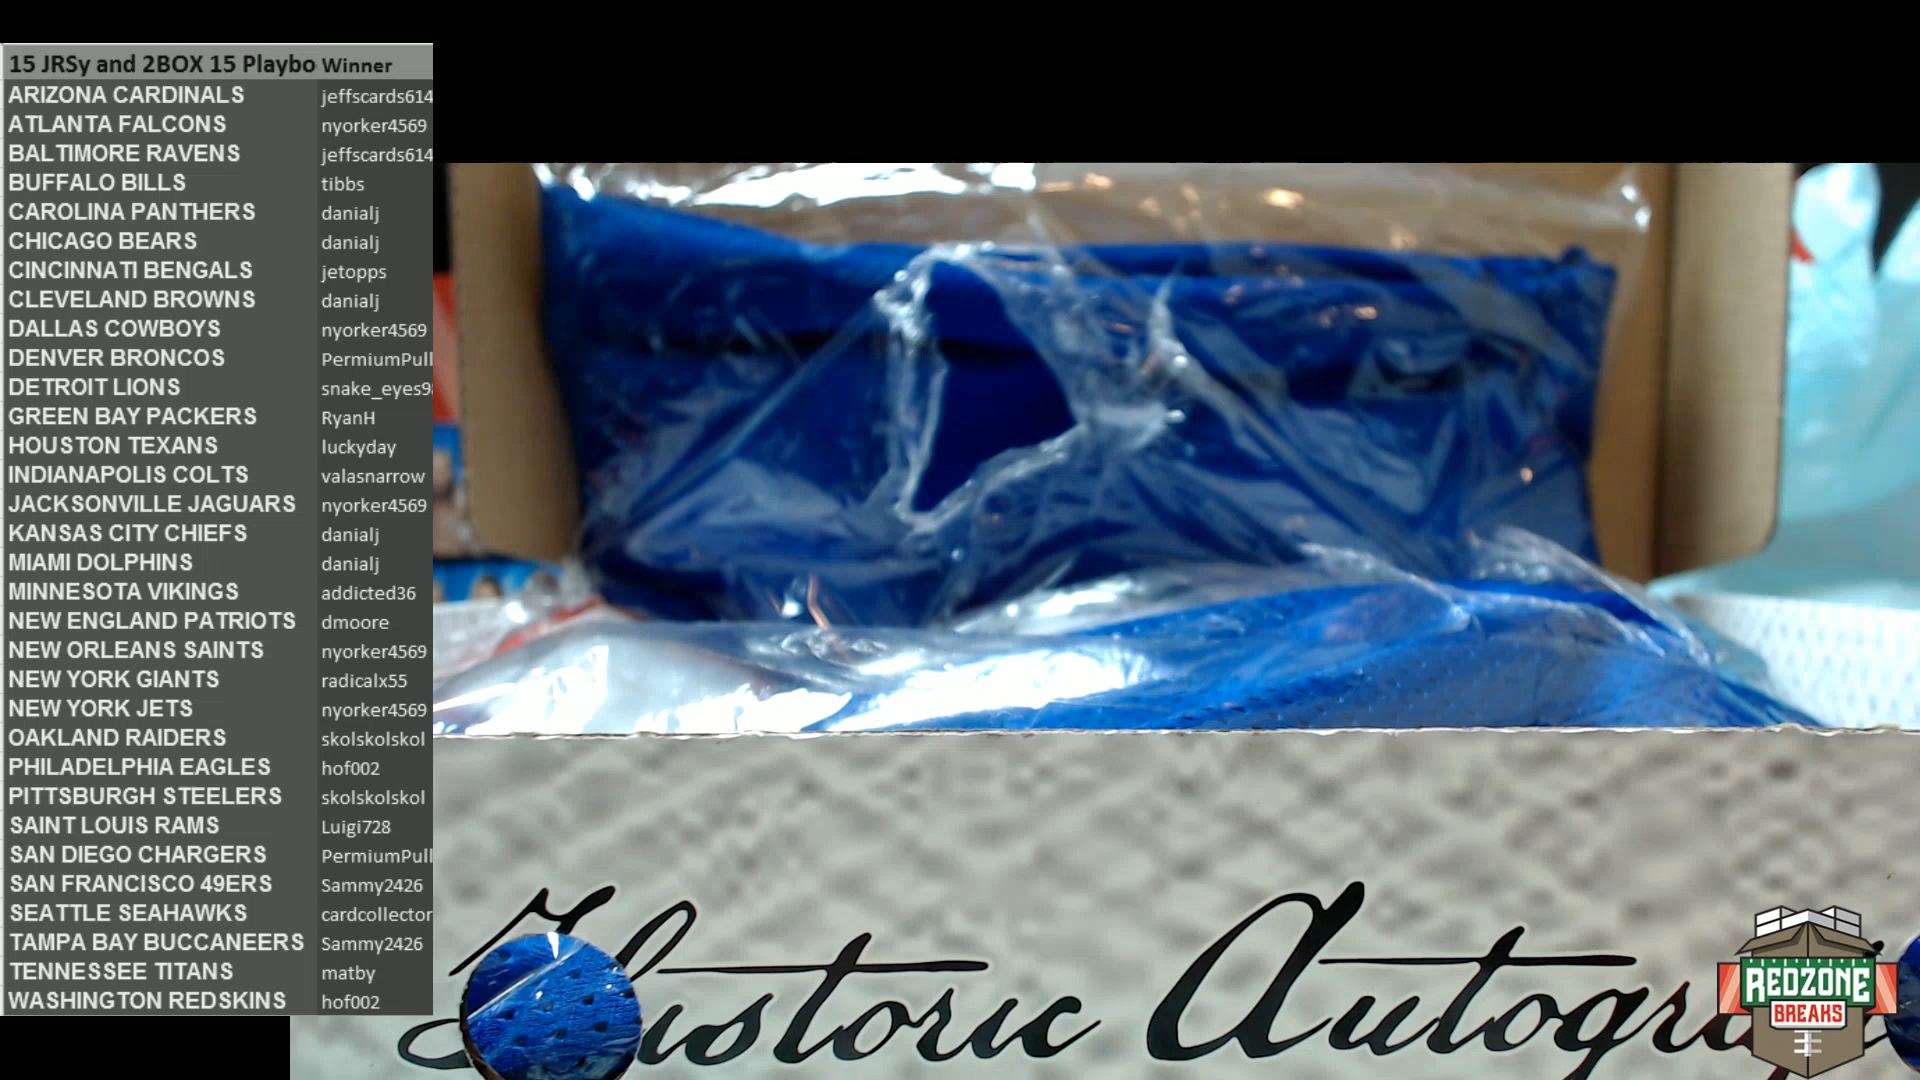 15 JRSy and 2BOX 15 Playbo Winner
ARIZONA CARDINALS jeffscards614
ATLANTA FALCONS nyorker4569
BALTIMORE RAVENS jeffscards614
BUFFALO BILLS tibbs
CAROLINA PANTHERS danialj
CHICAGO BEARS danialj
CINCINNATI BENGALS jetopps
CLEVELAND BROWNS danialj
DALLAS COWBOYS nyorker4569
DENVER BRONCOS PermiumPull
DETROIT LIONS snake_eyes9
GREEN BAY PACKERS RyanH
HOUSTON TEXANS luckyday
INDIANAPOLIS COLTS valasnarrow
JACKSONVILLE JAGUARS nyorker4569
KANSAS CITY CHIEFS danialj
MIAMI DOLPHINS danialj
MINNESOTA VIKINGS addicted36
NEW ENGLAND PATRIOTS dmoore
NEW ORLEANS SAINTS nyorker4569
NEW YORK GIANTS radicalx55
NEW YORK JETS nyorker4569
OAKLAND RAIDERS skolskolskol
PHILADELPHIA EAGLES hof002
PITTSBURGH STEELERS skolskolskol
SAINT LOUIS RAMS Luigi728
SAN DIEGO CHARGERS PermiumPull
SAN FRANCISCO 49ERS Sammy2426
SEATTLE SEAHAWKS cardcollector
TAMPA BAY BUCCANEERS Sammy2426
TENNESSEE TITANS matby
WASHINGTON REDSKINS hof002
Historic Autogra
REDZONE
BREAKS